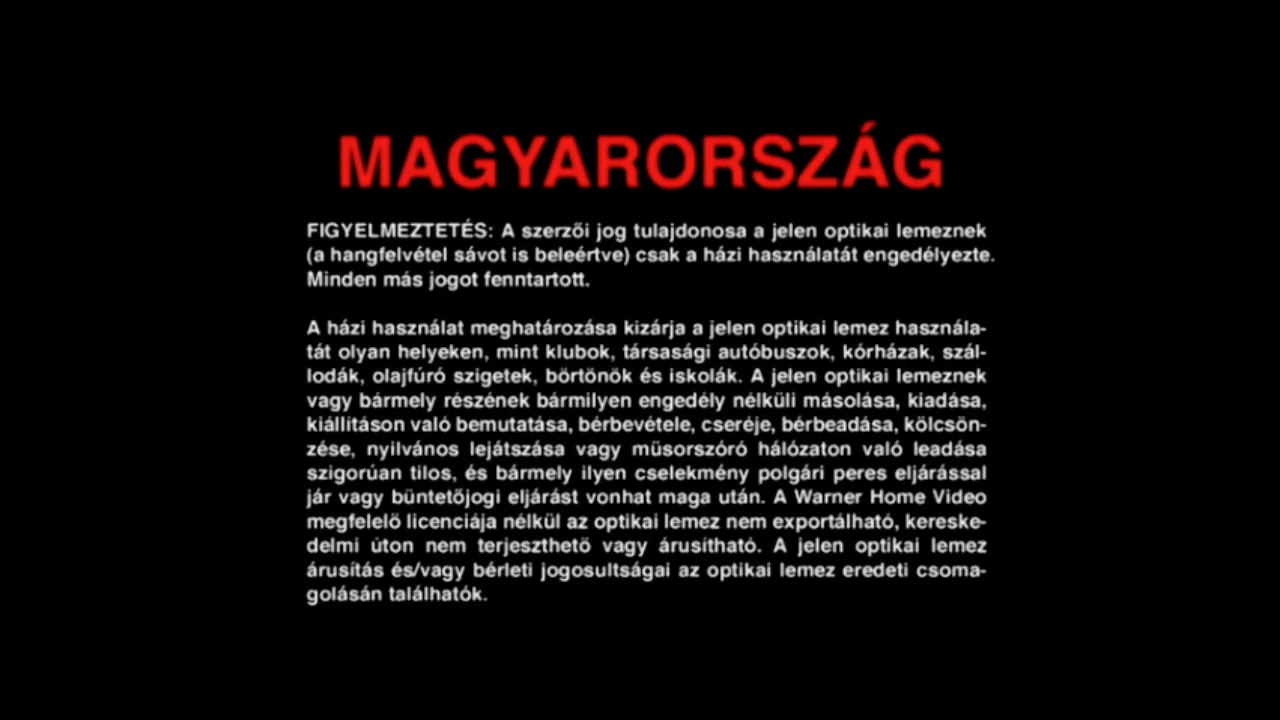 MAGYARORSZÁG
FIGYELMEZTETÉS: A szerzői jog tulajdonosa a jelen optikai lemeznek
(a hangfelvétel sávot is beleértve) csak a házi használatát engedélyezte.
Minden más jogot fenntartott.
A házi használat meghatározása kizárja a jelen optikai lemez használa-
tát olyan helyeken, mint klubok, társasági autóbuszok, kórházak, szál-
lodák, olajfúró szigetek, börtönök és iskolák. A jelen optikai lemeznek
vagy bármely részének bármilyen engedély nélküli másolása, kiadása,
kiállításon való bemutatása, bérbevétele, cseréje, bérbeadása, kölcsön-
zése, nyilvános lejátszása vagy műsorszóró hálózaton való leadása
szigorúan tilos, és bármely ilyen cselekmény polgári peres eljárással
jár vagy büntetőjogi eljárást vonhat maga után. A Warner Home Video
megfelelő licenciája nélkül az optikai lemez nem exportálható, kereske-
delmi úton nem terjeszthető vagy árusítható. A jelen optikai lemez
árusítás és/vagy bérleti jogosultságai az optikai lemez eredeti csoma-
golásán találhatók.